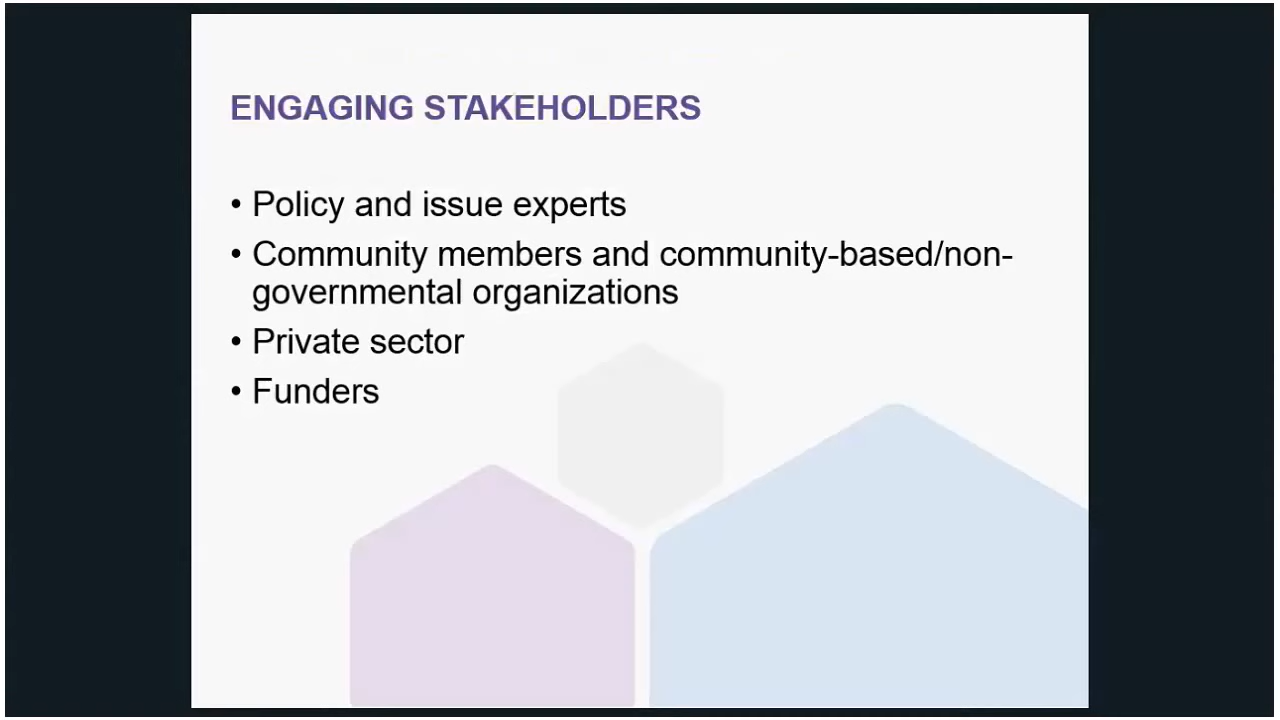 ENGAGING STAKEHOLDERS
• Policy and issue experts
• Community members and community-based/non-
governmental organizations
• Private sector
• Funders